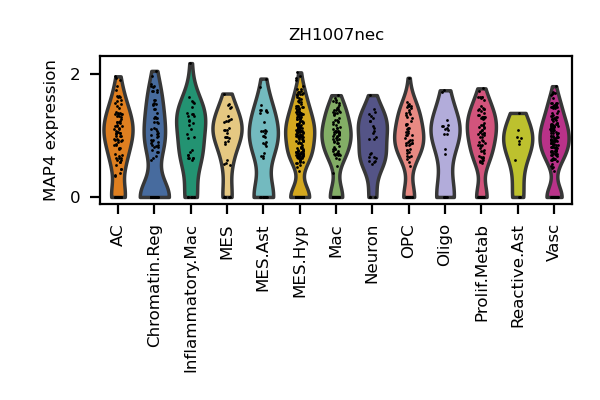 ZH1007nec
MAP4 expression
2
0
AC
Chromatin.Reg
Inflammatory.Mac
MES
MES.Ast
MES.Hyp
Mac
Neuron
OPC
Oligo
Prolif.Metab
Reactive.Ast
Vasc